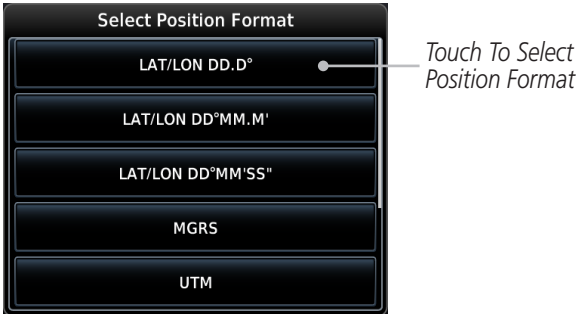 Select Position Format
LAT/LON DD.D°
Touch To Select
Position Format
LAT/LON DD°MM.M'
LAT/LON DD°MM'SS"
MGRS
UTM